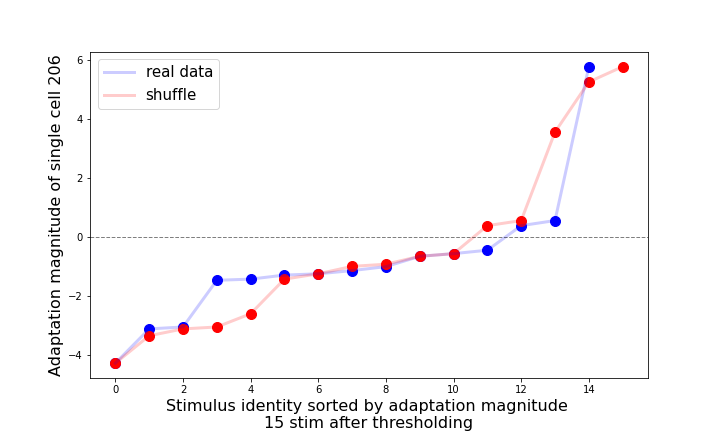 real data
shuffle
Adaptation magnitude of single cell 206
6
4
2
0
−2
−4
0 2 4 6 8 10 12 14
Stimulus identity sorted by adaptation magnitude
15 stim after thresholding